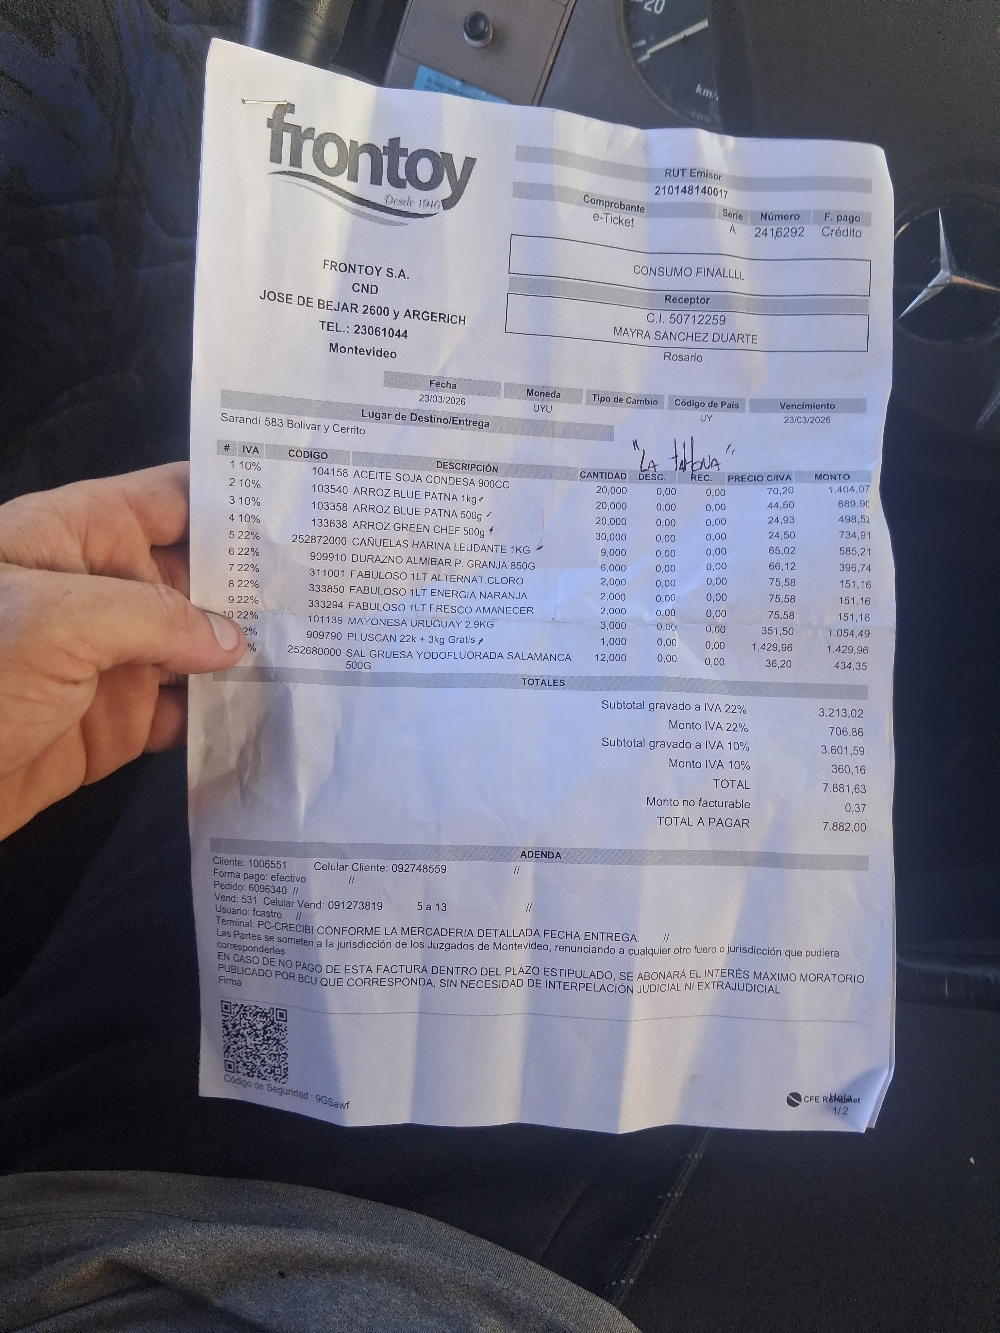 20
km/
frontoy
Desde 1946
RUT Emisor
210148140017
Comprobante Serie Número F. pago
e-Ticket A 2416292 Crédito
CONSUMO FINALLLL
Receptor
C.I. 50712259
MAYRA SANCHEZ DUARTE
Rosario
FRONTOY S.A.
CND
JOSE DE BEJAR 2600 y ARGERICH
TEL.: 23061044
Montevideo
Fecha Moneda Tipo de Cambio Código de País Vencimiento
23/03/2026 UYU UY 23/03/2026
Lugar de Destino/Entrega
Sarandí 583 Bolivar y Cerrito
"LA TAHONA"
# IVA CÓDIGO DESCRIPCIÓN CANTIDAD DESC. REC. PRECIO C/IVA MONTO
1 10% 104158 ACEITE SOJA CONDESA 900CC 20,000 0,00 0,00 70,20 1.404,07
2 10% 103540 ARROZ BLUE PATNA 1kg 20,000 0,00 0,00 44,50 889,90
3 10% 103358 ARROZ BLUE PATNA 500g 20,000 0,00 0,00 24,93 498,52
4 10% 133638 ARROZ GREEN CHEF 500g 30,000 0,00 0,00 24,50 734,91
5 22% 252872000 CAÑUELAS HARINA LEUDANTE 1KG 9,000 0,00 0,00 65,02 585,21
6 22% 909910 DURAZNO ALMIBAR P. GRANJA 850G 6,000 0,00 0,00 66,12 396,74
7 22% 311001 FABULOSO 1LT ALTERNAT.CLORO 2,000 0,00 0,00 75,58 151,16
8 22% 333850 FABULOSO 1LT ENERGIA NARANJA 2,000 0,00 0,00 75,58 151,16
9 22% 333294 FABULOSO 1LT FRESCO AMANECER 2,000 0,00 0,00 75,58 151,16
10 22% 101139 MAYONESA URUGUAY 2.9KG 3,000 0,00 0,00 351,50 1.054,49
2% 909790 PLUSCAN 22k + 3kg Gratis 1,000 0,00 0,00 1.429,96 1.429,96
% 252680000 SAL GRUESA YODOFLUORADA SALAMANCA 12,000 0,00 0,00 36,20 434,35
500G
TOTALES
Subtotal gravado a IVA 22% 3.213,02
Monto IVA 22% 706,86
Subtotal gravado a IVA 10% 3.601,59
Monto IVA 10% 360,16
TOTAL 7.881,63
Monto no facturable 0,37
TOTAL A PAGAR 7.882,00
ADENDA
Cliente: 1006551 Celular Cliente: 092748559 //
Forma pago: efectivo //
Pedido: 6096340 //
Vend: 531 Celular Vend: 091273819 5 a 13 //
Usuario: fcastro //
Terminal: PC-CRECIBI CONFORME LA MERCADERIA DETALLADA FECHA ENTREGA. //
Las Partes se someten a la jurisdicción de los Juzgados de Montevideo, renunciando a cualquier otro fuero o jurisdicción que pudiera
corresponderles
EN CASO DE NO PAGO DE ESTA FACTURA DENTRO DEL PLAZO ESTIPULADO, SE ABONARÁ EL INTERÉS MÁXIMO MORATORIO
PUBLICADO POR BCU QUE CORRESPONDA, SIN NECESIDAD DE INTERPELACIÓN JUDICIAL NI EXTRAJUDICIAL
Firma
Código de Seguridad : 9GSawf
CFE
Hoja
1/2